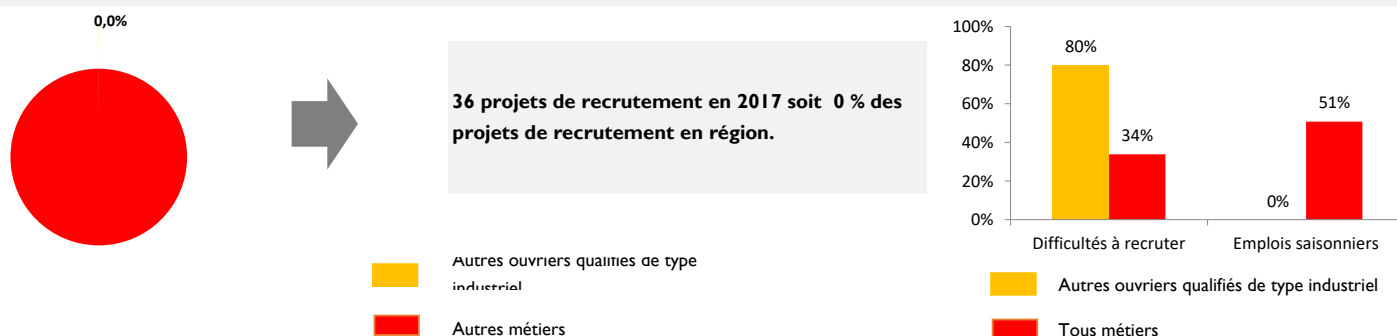 0,0%
36 projets de recrutement en 2017 soit 0 % des
projets de recrutement en région.
Autres ouvriers qualifiés de type
industriel
Autres métiers
100%
80%
60%
40%
20%
0%
80%
34%
0%
51%
Difficultés à recruter
Emplois saisonniers
Autres ouvriers qualifiés de type industriel
Tous métiers